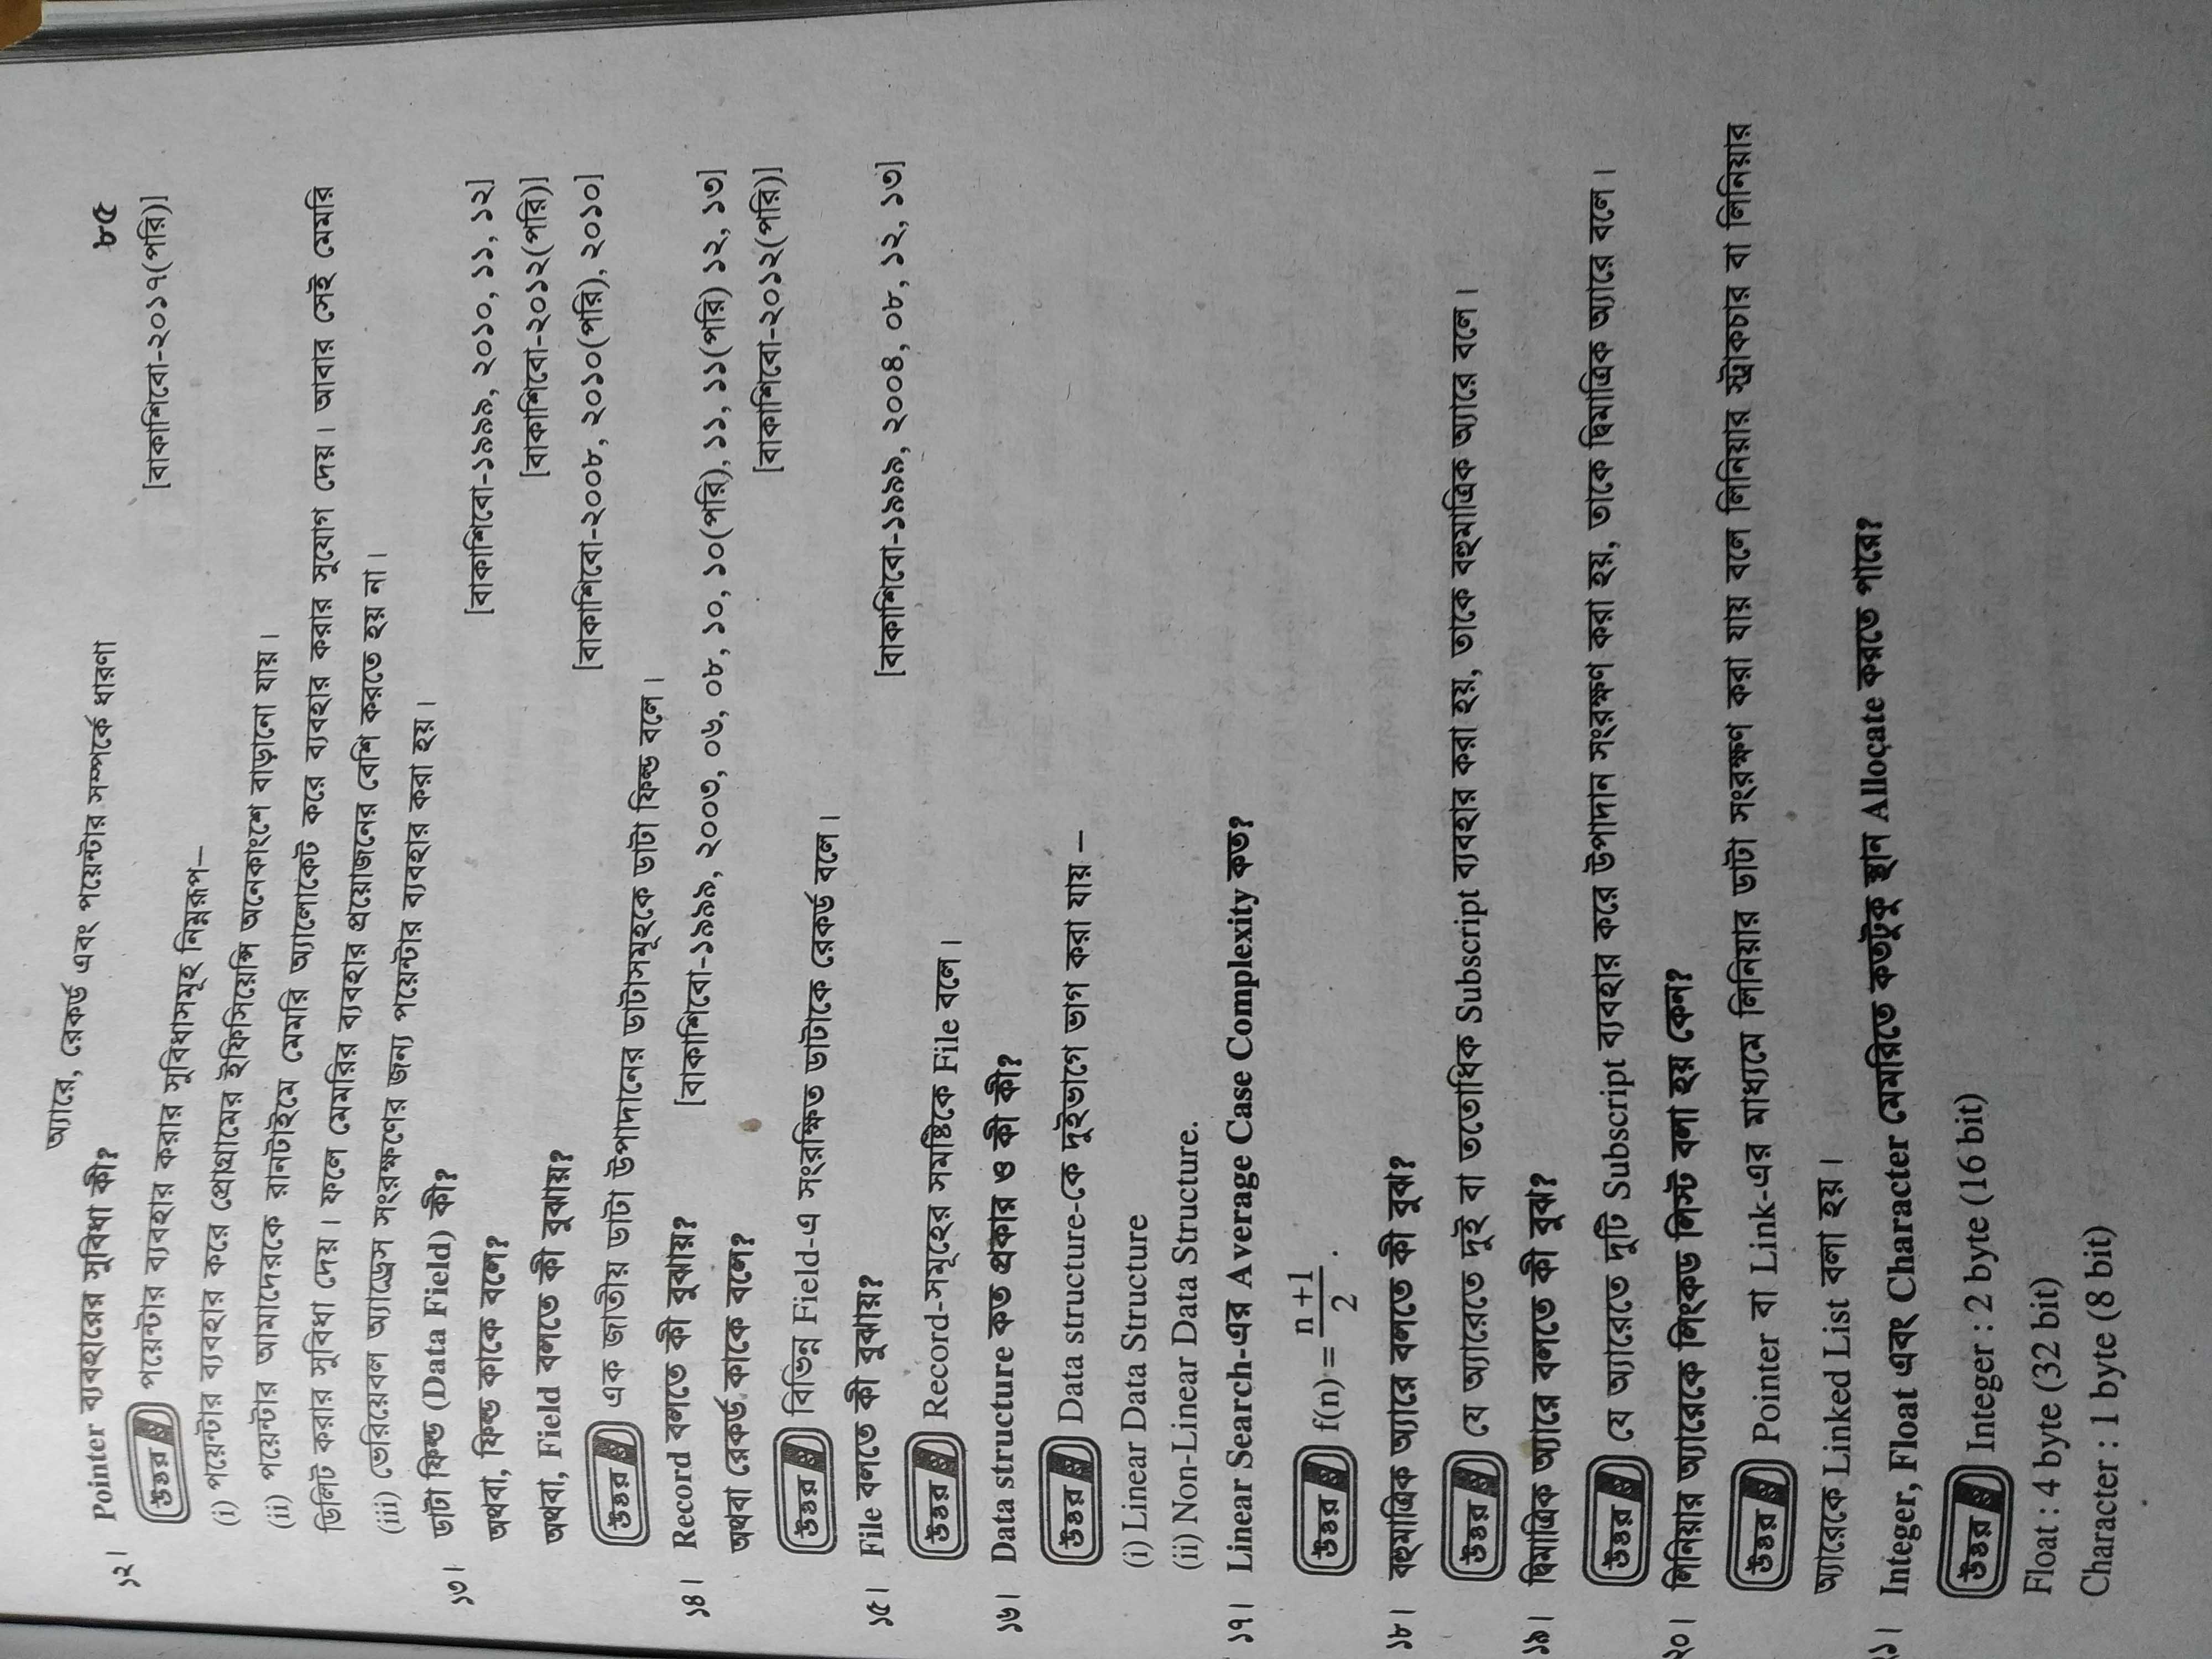 অ্যারে, রেকর্ড এবং পয়েন্টার সম্পর্কে ধারণা ৮৫
১২। Pointer ব্যবহারের সুবিধা কী? [বাকাশিবো-২০১৭(পরি)]
উত্তর ঃ পয়েন্টার ব্যবহার করার সুবিধাসমূহ নিম্নরূপ—
(i) পয়েন্টার ব্যবহার করে প্রোগ্রামের ইফিসিয়েন্সি অনেকাংশে বাড়ানো যায়।
(ii) পয়েন্টার আমাদেরকে রানটাইমে মেমরি অ্যালোকেট করে ব্যবহার করার সুযোগ দেয়। আবার সেই মেমরি
ডিলিট করার সুবিধা দেয়। ফলে মেমরির ব্যবহার প্রয়োজনের বেশি করতে হয় না।
(iii) ভেরিয়েবল অ্যাড্রেস সংরক্ষণের জন্য পয়েন্টার ব্যবহার করা হয়।
১৩। ডাটা ফিল্ড (Data Field) কী? [বাকাশিবো-১৯৯৯, ২০১০, ১১, ১২]
অথবা, ফিল্ড কাকে বলে? [বাকাশিবো-২০১২(পরি)]
অথবা, Field বলতে কী বুঝায়? [বাকাশিবো-২০০৮, ২০১০(পরি), ২০১০]
উত্তর ঃ এক জাতীয় ডাটা উপাদানের ডাটাসমূহকে ডাটা ফিল্ড বলে।
১৪। Record বলতে কী বুঝায়? [বাকাশিবো-১৯৯৯, ২০০৩, ০৬, ০৮, ১০, ১০(পরি), ১১, ১১(পরি) ১২, ১৩]
অথবা রেকর্ড কাকে বলে? [বাকাশিবো-২০১২(পরি)]
উত্তর ঃ বিভিন্ন Field-এ সংরক্ষিত ডাটাকে রেকর্ড বলে।
১৫। File বলতে কী বুঝায়? [বাকাশিবো-১৯৯৯, ২০০৪, ০৮, ১২, ১৩]
উত্তর ঃ Record-সমূহের সমষ্টিকে File বলে।
১৬। Data structure কত প্রকার ও কী কী?
উত্তর ঃ Data structure-কে দুইভাগে ভাগ করা যায় –
(i) Linear Data Structure
(ii) Non-Linear Data Structure.
১৭। Linear Search-এর Average Case Complexity কত?
উত্তর ঃ f(n) = n+1/2 .
১৮। বহুমাত্রিক অ্যারে বলতে কী বুঝ?
উত্তর ঃ যে অ্যারেতে দুই বা ততোধিক Subscript ব্যবহার করা হয়, তাকে বহুমাত্রিক অ্যারে বলে।
১৯। দ্বিমাত্রিক অ্যারে বলতে কী বুঝ?
উত্তর ঃ যে অ্যারেতে দুটি Subscript ব্যবহার করে উপাদান সংরক্ষণ করা হয়, তাকে দ্বিমাত্রিক অ্যারে বলে।
২০। লিনিয়ার অ্যারেকে লিংকড লিস্ট বলা হয় কেন?
উত্তর ঃ Pointer বা Link-এর মাধ্যমে লিনিয়ার ডাটা সংরক্ষণ করা যায় বলে লিনিয়ার স্ট্রাকচার বা লিনিয়ার
অ্যারেকে Linked List বলা হয়।
২১। Integer, Float এবং Character মেমরিতে কতটুকু স্থান Allocate করতে পারে?
উত্তর ঃ Integer : 2 byte (16 bit)
Float : 4 byte (32 bit)
Character : 1 byte (8 bit)